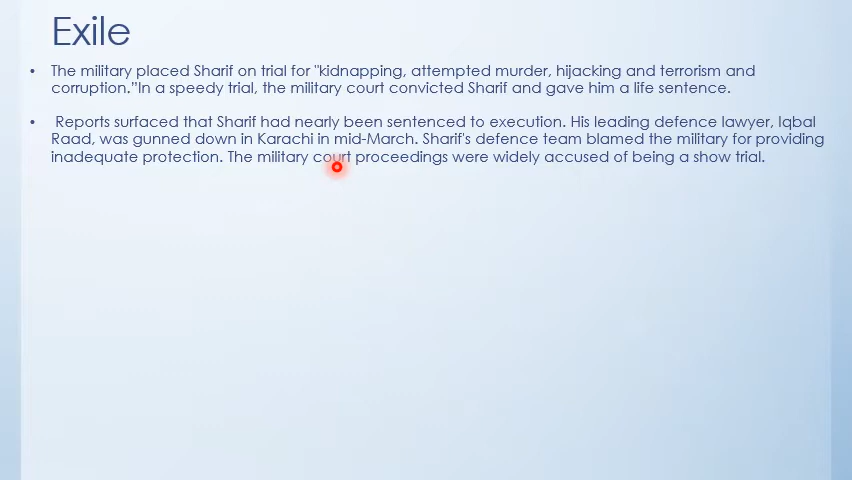 Exile
• The military placed Sharif on trial for "kidnapping, attempted murder, hijacking and terrorism and
corruption.”In a speedy trial, the military court convicted Sharif and gave him a life sentence.
• Reports surfaced that Sharif had nearly been sentenced to execution. His leading defence lawyer, Iqbal
Raad, was gunned down in Karachi in mid-March. Sharif's defence team blamed the military for providing
inadequate protection. The military court proceedings were widely accused of being a show trial.